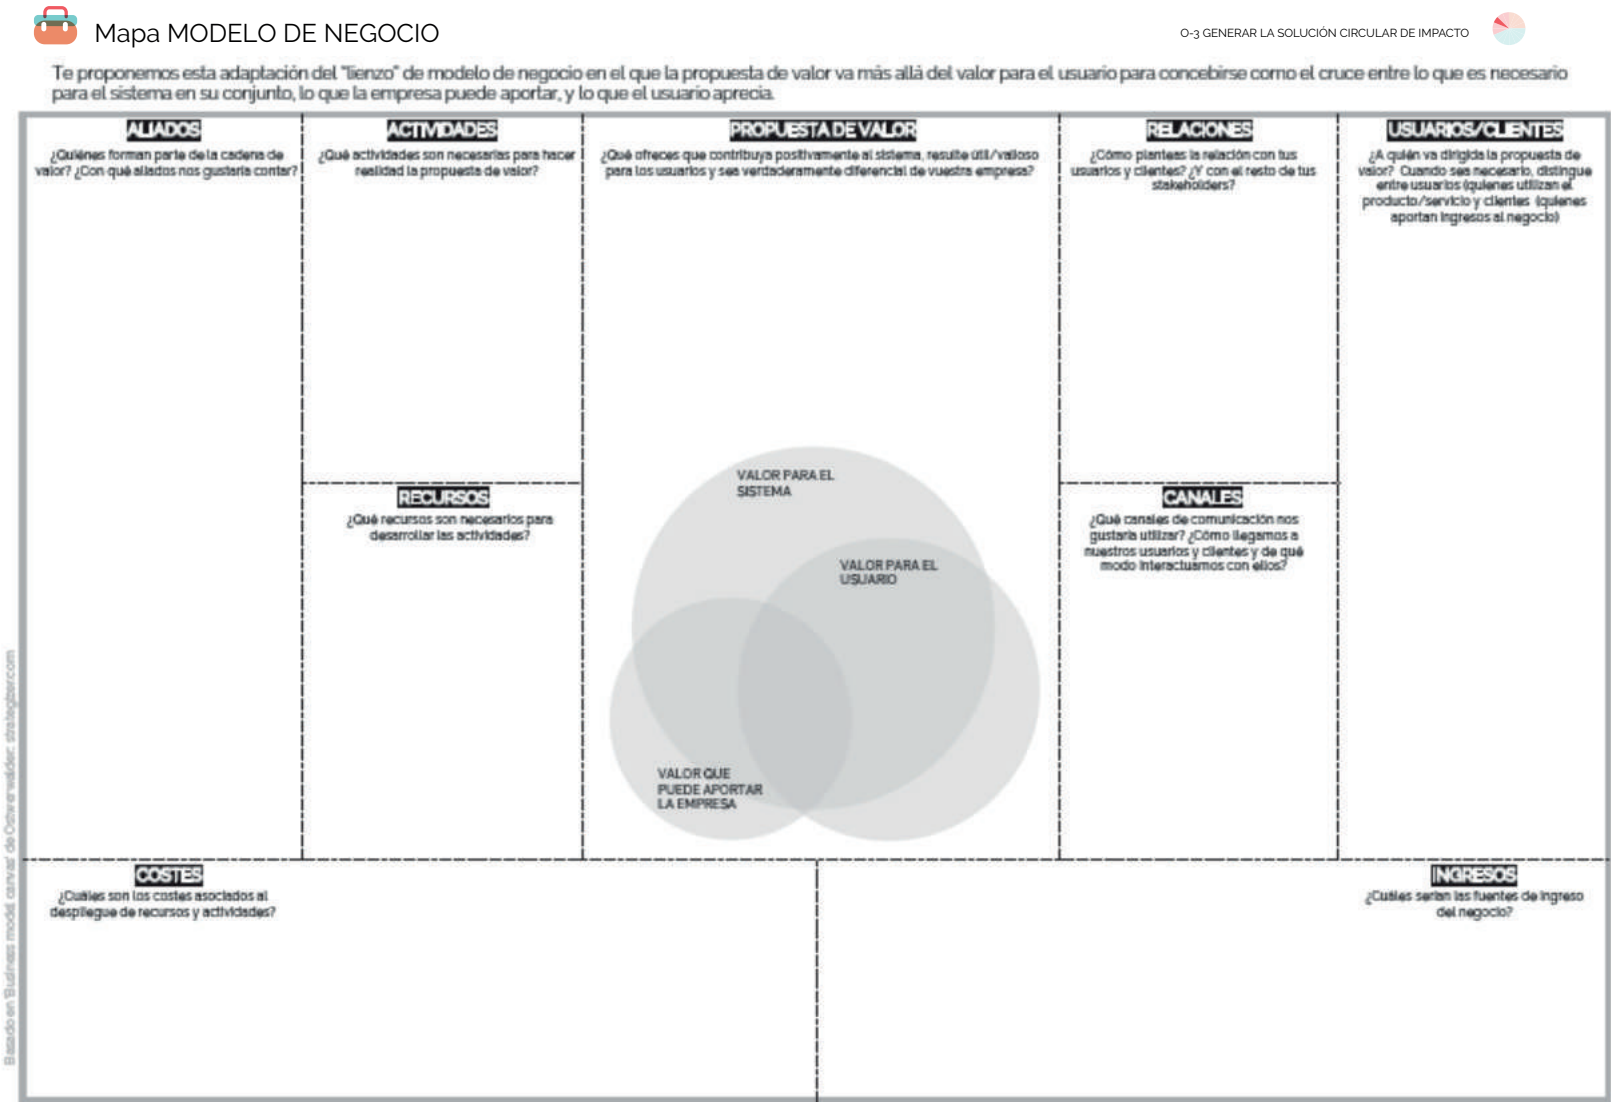 Mapa MODELO DE NEGOCIO
O-3 GENERAR LA SOLUCIÓN CIRCULAR DE IMPACTO
Te proponemos esta adaptación del "lienzo" de modelo de negocio en el que la propuesta de valor va más allá del valor para el usuario para concebirse como el cruce entre lo que es necesario
para el sistema en su conjunto, lo que la empresa puede aportar, y lo que el usuario aprecia.
ALIADOS
¿Quiénes forman parte de la cadena de
valor? ¿Con qué aliados nos gustaría contar?
ACTIVIDADES
¿Qué actividades son necesarias para hacer
realidad la propuesta de valor?
RECURSOS
¿Qué recursos son necesarios para
desarrollar las actividades?
PROPUESTA DE VALOR
¿Qué ofreces que contribuya positivamente al sistema, resulte útil/valioso
para los usuarios y sea verdaderamente diferencial de vuestra empresa?
VALOR PARA EL
SISTEMA
VALOR PARA EL
USUARIO
VALOR QUE
PUEDE APORTAR
LA EMPRESA
RELACIONES
¿Cómo planteas la relación con tus
usuarios y clientes? ¿Y con el resto de tus
stakeholders?
CANALES
¿Qué canales de comunicación nos
gustaría utilizar? ¿Cómo llegamos a
nuestros usuarios y clientes y de qué
modo interactuamos con ellos?
USUARIOS/CLIENTES
¿A quién va dirigida la propuesta de
valor? Cuando sea necesario, distingue
entre usuarios (quienes utilizan el
producto/servicio y clientes (quienes
aportan ingresos al negocio)
COSTES
¿Cuáles son los costes asociados al
despliegue de recursos y actividades?
INGRESOS
¿Cuáles serían las fuentes de ingreso
del negocio?
Basado en 'Business model canvas' de Osterwalder: strategizer.com